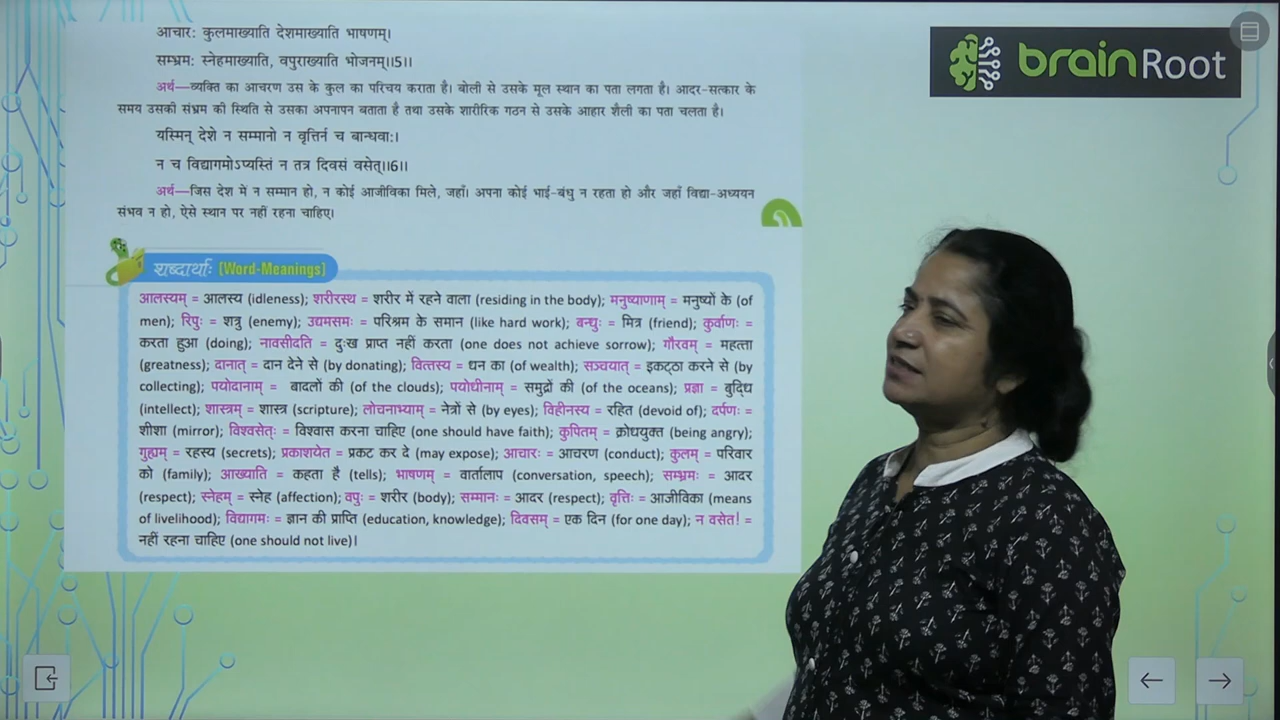 आचार: कुलमाख्याति देशमाख्याति भाषणम्।
सम्भ्रम: स्नेहमाख्याति, वपुराख्याति भोजनम्।।5।।
अर्थ—व्यक्ति का आचरण उस के कुल का परिचय कराता है। बोली से उसके मूल स्थान का पता लगता है। आदर-सत्कार के
समय उसकी संभ्रम की स्थिति से उसका अपनापन बताता है तथा उसके शारीरिक गठन से उसके आहार शैली का पता चलता है।
यस्मिन् देशे न सम्मानो न वृत्तिर्न च बान्धवा:।
न च विद्यागमोऽप्यस्तिं न तत्र दिवसं वसेत्।।6।।
अर्थ—जिस देश में न सम्मान हो, न कोई आजीविका मिले, जहाँ। अपना कोई भाई-बंधु न रहता हो और जहाँ विद्या-अध्ययन
संभव न हो, ऐसे स्थान पर नहीं रहना चाहिए।
शब्दार्थाः [Word-Meanings]
आलस्यम् = आलस्य (idleness); शरीरस्थ = शरीर में रहने वाला (residing in the body); मनुष्याणाम् = मनुष्यों के (of
men); रिपुः = शत्रु (enemy); उद्यमसमः = परिश्रम के समान (like hard work); बन्धुः = मित्र (friend); कुर्वाणः =
करता हुआ (doing); नावसीदति = दुःख प्राप्त नहीं करता (one does not achieve sorrow); गौरवम् = महत्ता
(greatness); दानात् = दान देने से (by donating); वित्तस्य = धन का (of wealth); सञ्चयात् = इकट्ठा करने से (by
collecting); पयोदानाम् = बादलों की (of the clouds); पयोधीनाम् = समुद्रों की (of the oceans); प्रज्ञा = बुद्धि
(intellect); शास्त्रम् = शास्त्र (scripture); लोचनाभ्याम् = नेत्रों से (by eyes); विहीनस्य = रहित (devoid of); दर्पणः =
शीशा (mirror); विश्वसेत्ः = विश्वास करना चाहिए (one should have faith); कुपितम् = क्रोधयुक्त (being angry);
गुह्यम् = रहस्य (secrets); प्रकाशयेत = प्रकट कर दे (may expose); आचारः = आचरण (conduct); कुलम् = परिवार
को (family); आख्याति = कहता है (tells); भाषणम् = वार्तालाप (conversation, speech); सम्भ्रमः = आदर
(respect); स्नेहम् = स्नेह (affection); वपुः = शरीर (body); सम्मानः = आदर (respect); वृत्तिः = आजीविका (means
of livelihood); विद्यागमः = ज्ञान की प्राप्ति (education, knowledge); दिवसम् = एक दिन (for one day); न वसेत! =
नहीं रहना चाहिए (one should not live)।
brainRoot